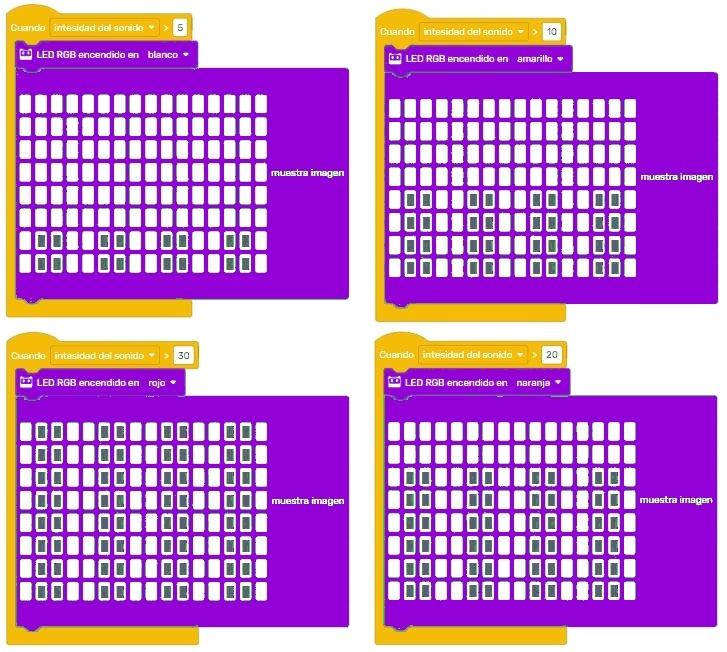 Cuando intesidad del sonido > 5
LED RGB encendido en blanco
muestra imagen
Cuando intesidad del sonido > 10
LED RGB encendido en amarillo
muestra imagen
Cuando intesidad del sonido > 30
LED RGB encendido en rojo
muestra imagen
Cuando intesidad del sonido > 20
LED RGB encendido en naranja
muestra imagen